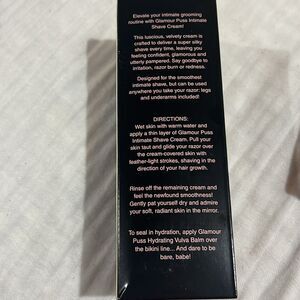 Elevate your intimate grooming
routine with Glamour Puss Intimate
Shave Cream!
This luscious, velvety cream is
crafted to deliver a super silky
shave every time, leaving you
feeling confident, glamorous and
utterly pampered. Say goodbye to
irritation, razor burn or redness.
Designed for the smoothest
intimate shave, but can be used
anywhere you take your razor: legs
and underarms included!
DIRECTIONS:
Wet skin with warm water and
apply a thin layer of Glamour Puss
Intimate Shave Cream. Pull your
skin taut and glide your razor over
the cream-covered skin with
feather-light strokes, shaving in the
direction of your hair growth.
Rinse off the remaining cream and
feel the newfound smoothness!
Gently pat yourself dry and admire
your soft, radiant skin in the mirror.
To seal in hydration, apply Glamour
Puss Hydrating Vulva Balm over
the bikini line... And dare to be
bare, babe!